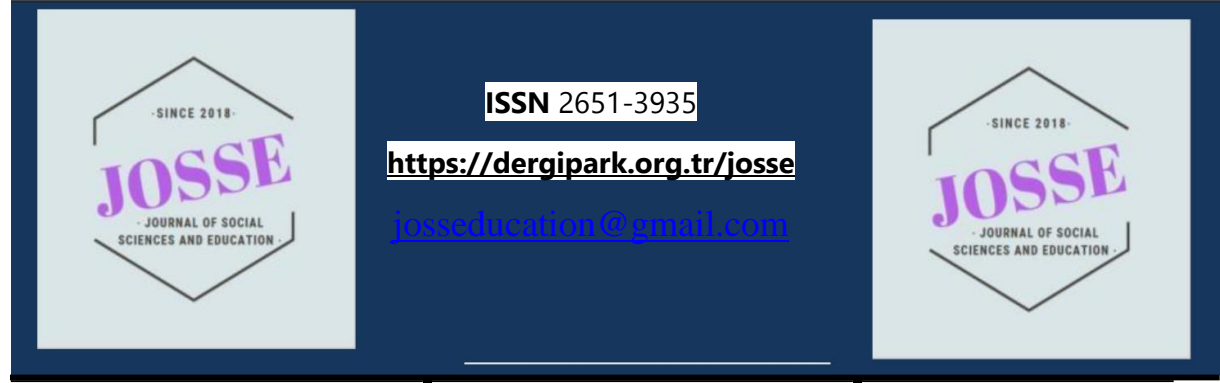 ·SINCE 2018·
JOSSE
· JOURNAL OF SOCIAL
SCIENCES AND EDUCATION ·
ISSN 2651-3935
https://dergipark.org.tr/josse
josseducation@gmail.com
·SINCE 2018·
JOSSE
· JOURNAL OF SOCIAL
SCIENCES AND EDUCATION ·